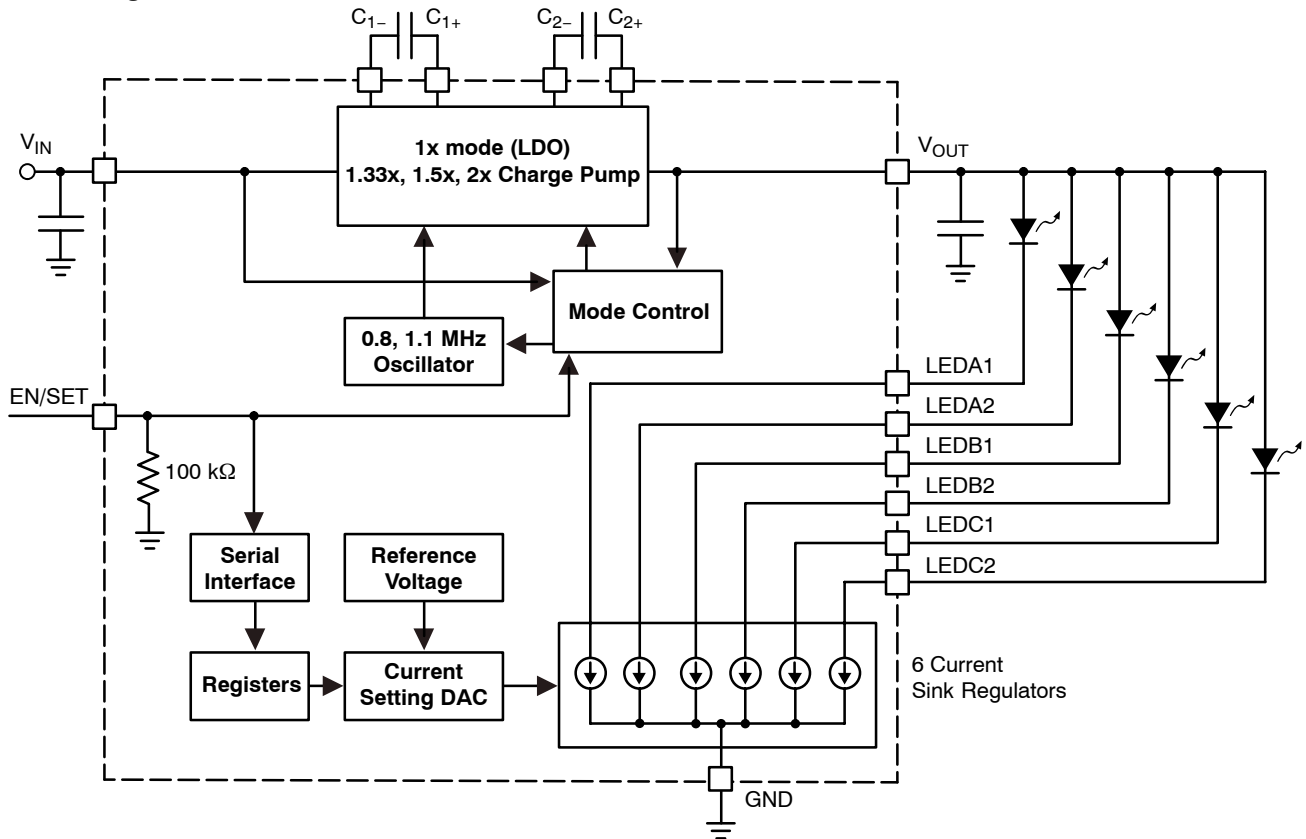 C1– C1+ C2– C2+
VIN
1x mode (LDO)
1.33x, 1.5x, 2x Charge Pump
VOUT
Mode Control
0.8, 1.1 MHz
Oscillator
EN/SET
100 kΩ
LEDA1
LEDA2
LEDB1
LEDB2
LEDC1
LEDC2
Serial
Interface
Reference
Voltage
Registers
Current
Setting DAC
6 Current
Sink Regulators
GND